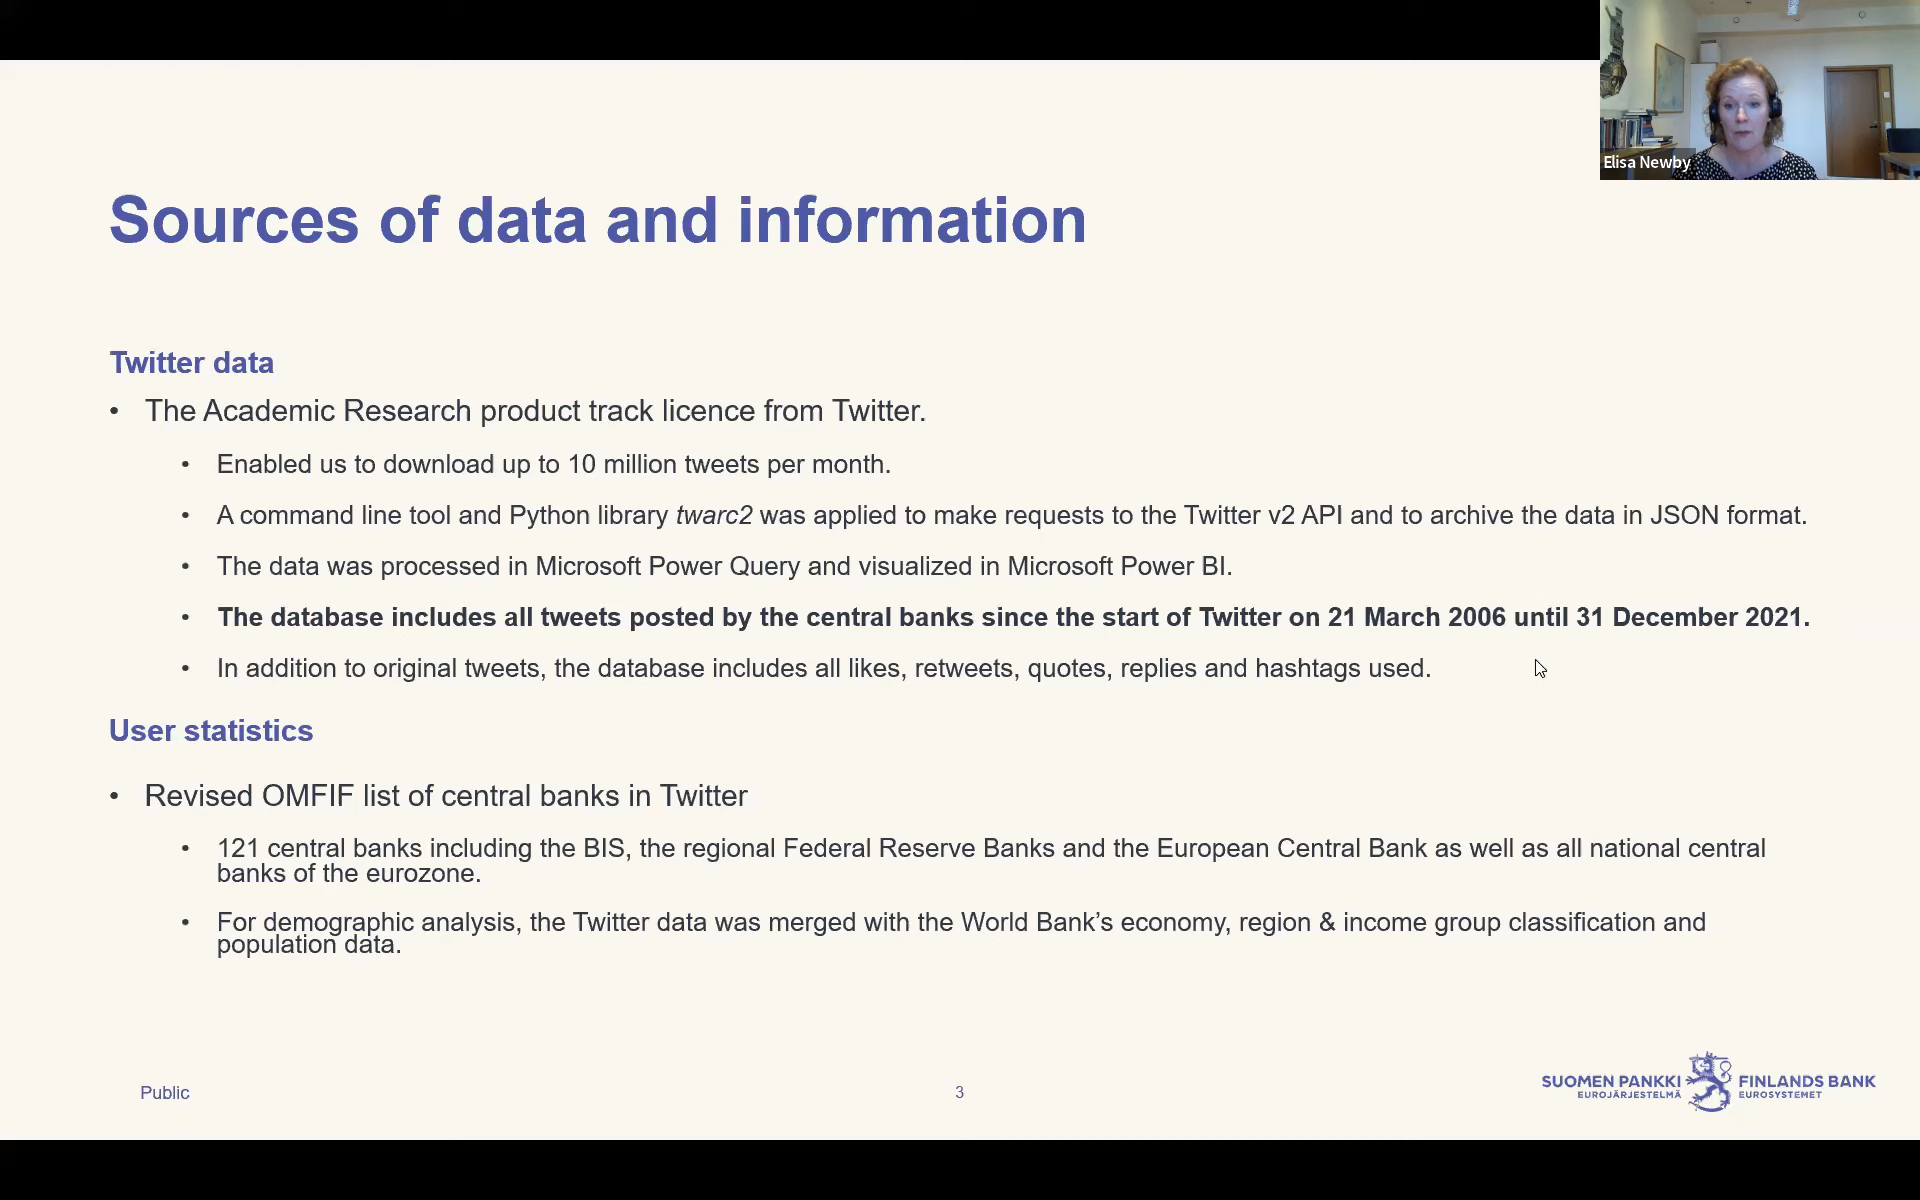 Elisa Newby
Sources of data and information
Twitter data
• The Academic Research product track licence from Twitter.
• Enabled us to download up to 10 million tweets per month.
• A command line tool and Python library twarc2 was applied to make requests to the Twitter v2 API and to archive the data in JSON format.
• The data was processed in Microsoft Power Query and visualized in Microsoft Power BI.
• The database includes all tweets posted by the central banks since the start of Twitter on 21 March 2006 until 31 December 2021.
• In addition to original tweets, the database includes all likes, retweets, quotes, replies and hashtags used.
User statistics
• Revised OMFIF list of central banks in Twitter
• 121 central banks including the BIS, the regional Federal Reserve Banks and the European Central Bank as well as all national central
banks of the eurozone.
• For demographic analysis, the Twitter data was merged with the World Bank’s economy, region & income group classification and
population data.
Public
3
SUOMEN PANKKI
EUROJÄRJESTELMÄ
FINLANDS BANK
EUROSYSTEMET